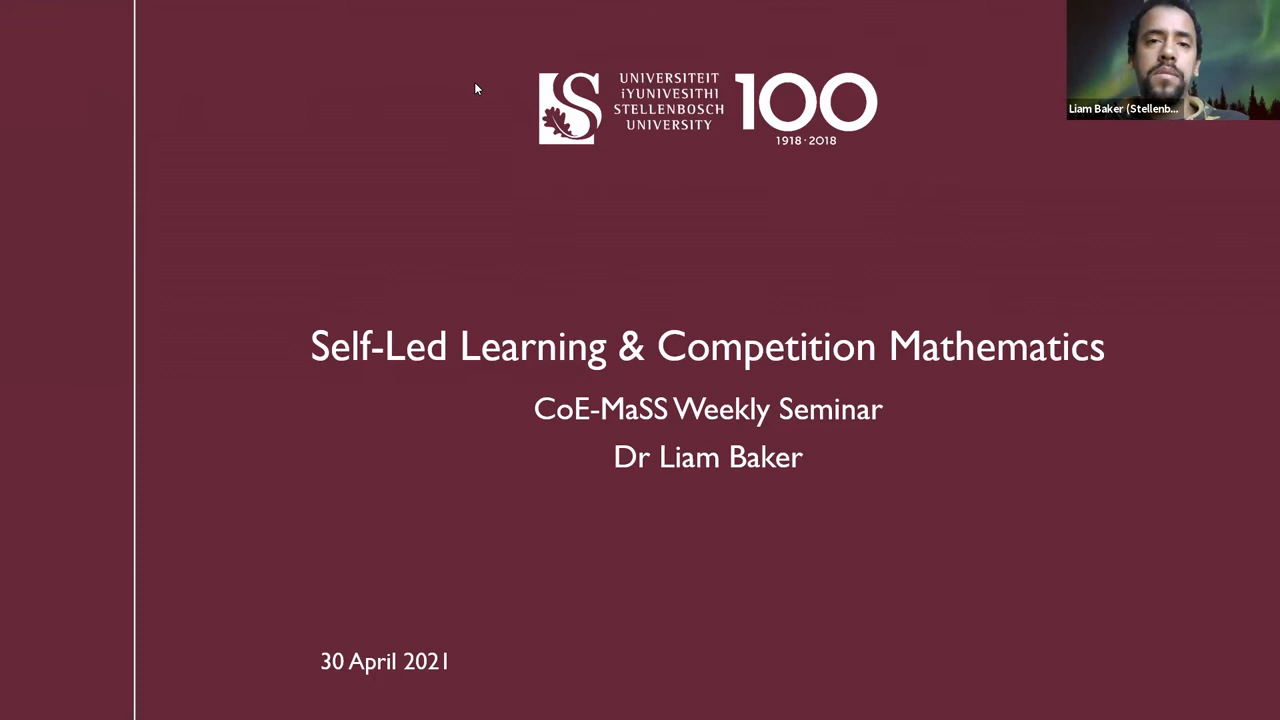 UNIVERSITEIT
iYUNIVESITHI
STELLENBOSCH
UNIVERSITY
100
1918 · 2018
Liam Baker (Stellenb...
Self-Led Learning & Competition Mathematics
CoE-MaSS Weekly Seminar
Dr Liam Baker
30 April 2021